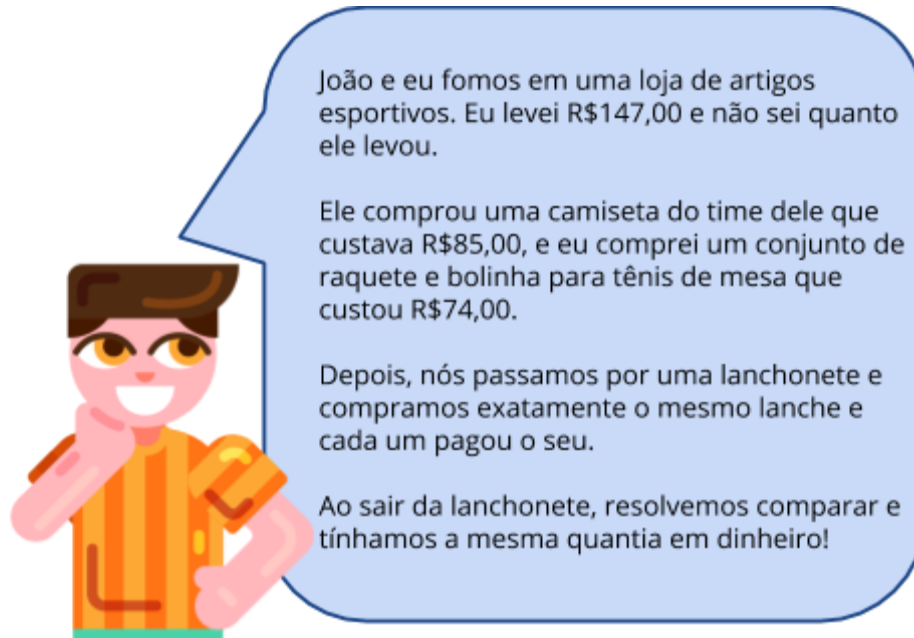 João e eu fomos em uma loja de artigos
esportivos. Eu levei R$147,00 e não sei quanto
ele levou.
Ele comprou uma camiseta do time dele que
custava R$85,00, e eu comprei um conjunto de
raquete e bolinha para tênis de mesa que
custou R$74,00.
Depois, nós passamos por uma lanchonete e
compramos exatamente o mesmo lanche e
cada um pagou o seu.
Ao sair da lanchonete, resolvemos comparar e
tínhamos a mesma quantia em dinheiro!